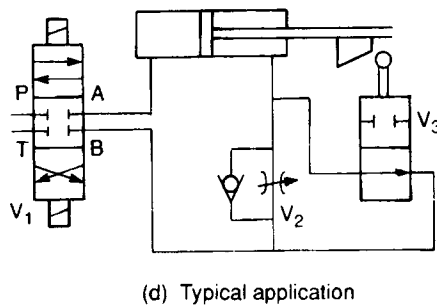 P A
T B
V1
V2
V3
(d) Typical application